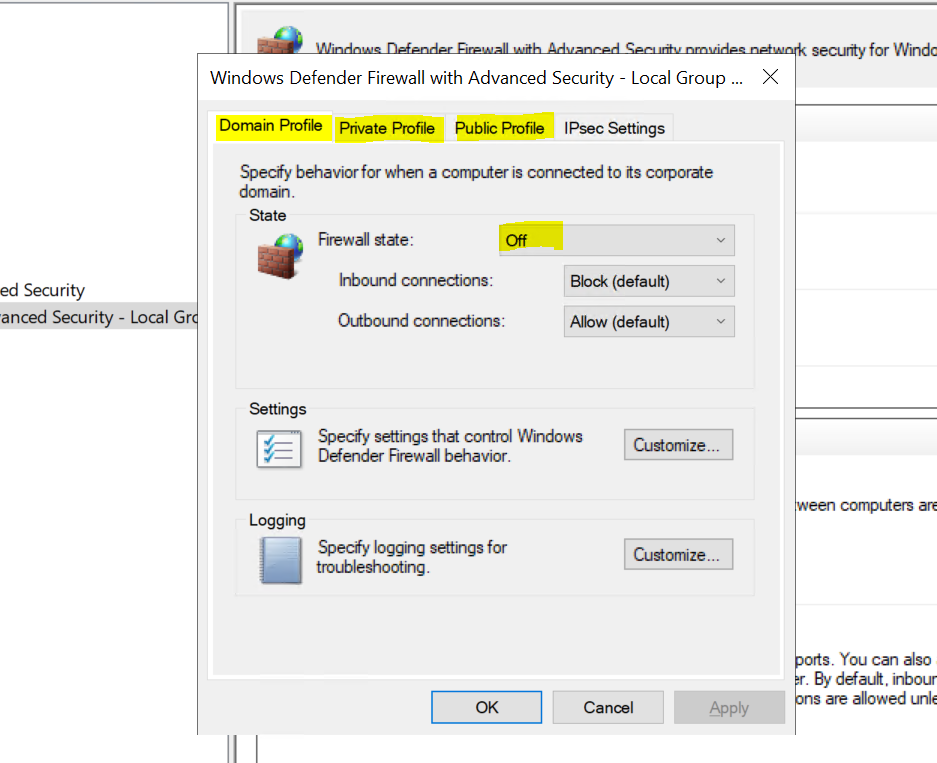 Windows Defender Firewall with Advanced Security provides network security for Windo
Windows Defender Firewall with Advanced Security - Local Group ...
Domain Profile
Private Profile
Public Profile
IPsec Settings
Specify behavior for when a computer is connected to its corporate
domain.
State
Firewall state:
Off
Inbound connections:
Block (default)
Outbound connections:
Allow (default)
ed Security
anced Security - Local Gro
Settings
Specify settings that control Windows
Defender Firewall behavior.
Customize...
Logging
Specify logging settings for
troubleshooting.
Customize...
ween computers are
ports. You can also
er. By default, inboun
ons are allowed unle
OK
Cancel
Apply